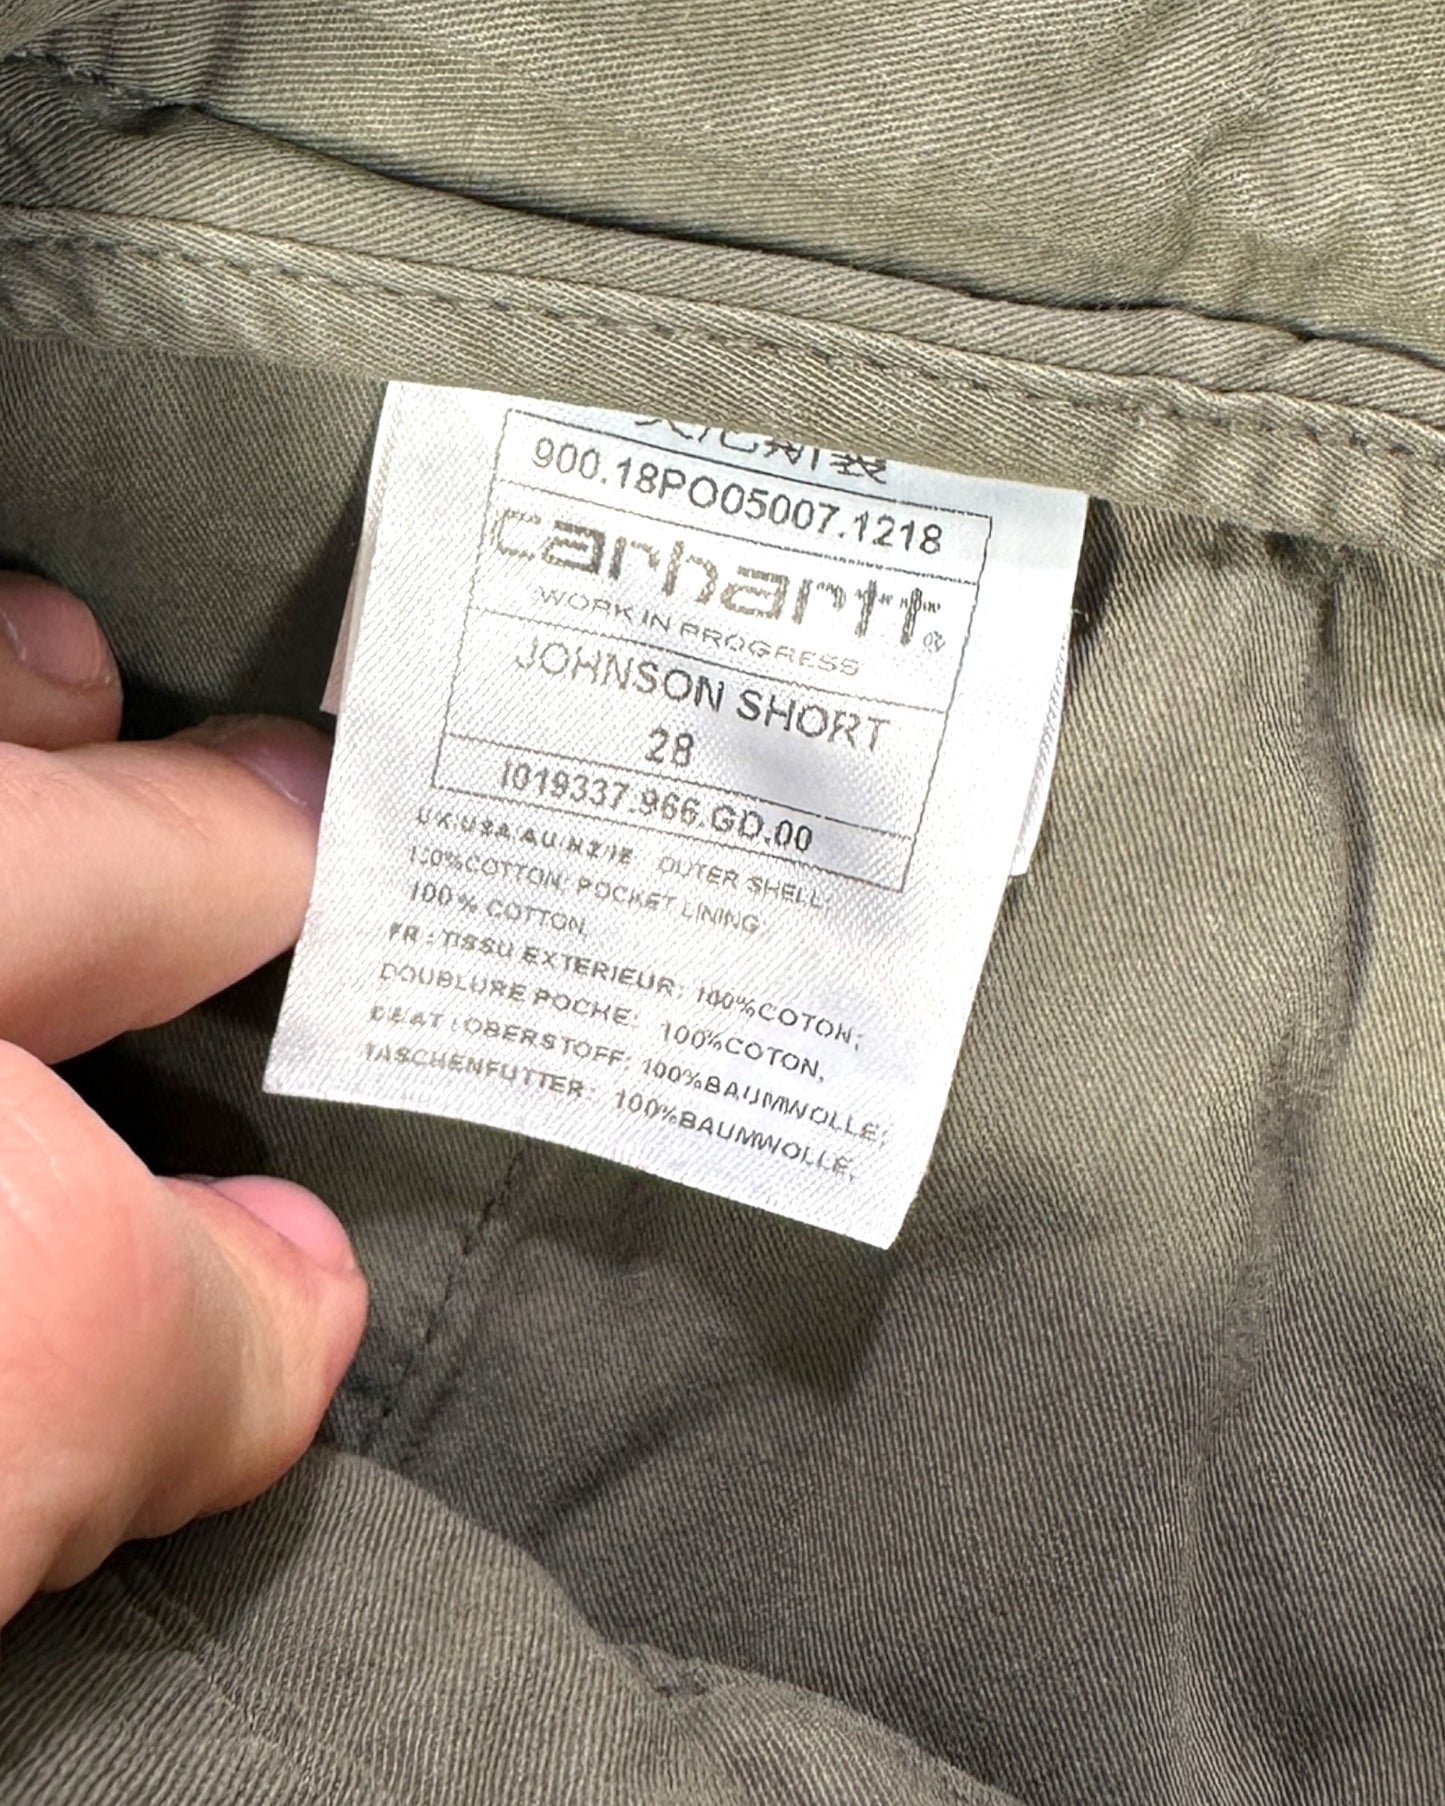 900.18PO05007.1218
carhartt®
WORK IN PROGRESS
JOHNSON SHORT
28
I019337.966.GD.00
UK/USA/AU/NZ/IE: OUTER SHELL:
100%COTTON; POCKET LINING
100% COTTON.
FR : TISSU EXTERIEUR: 100%COTON;
DOUBLURE POCHE: 100%COTON,
DE/AT : OBERSTOFF: 100%BAUMWOLLE;
TASCHENFUTTER: 100%BAUMWOLLE,